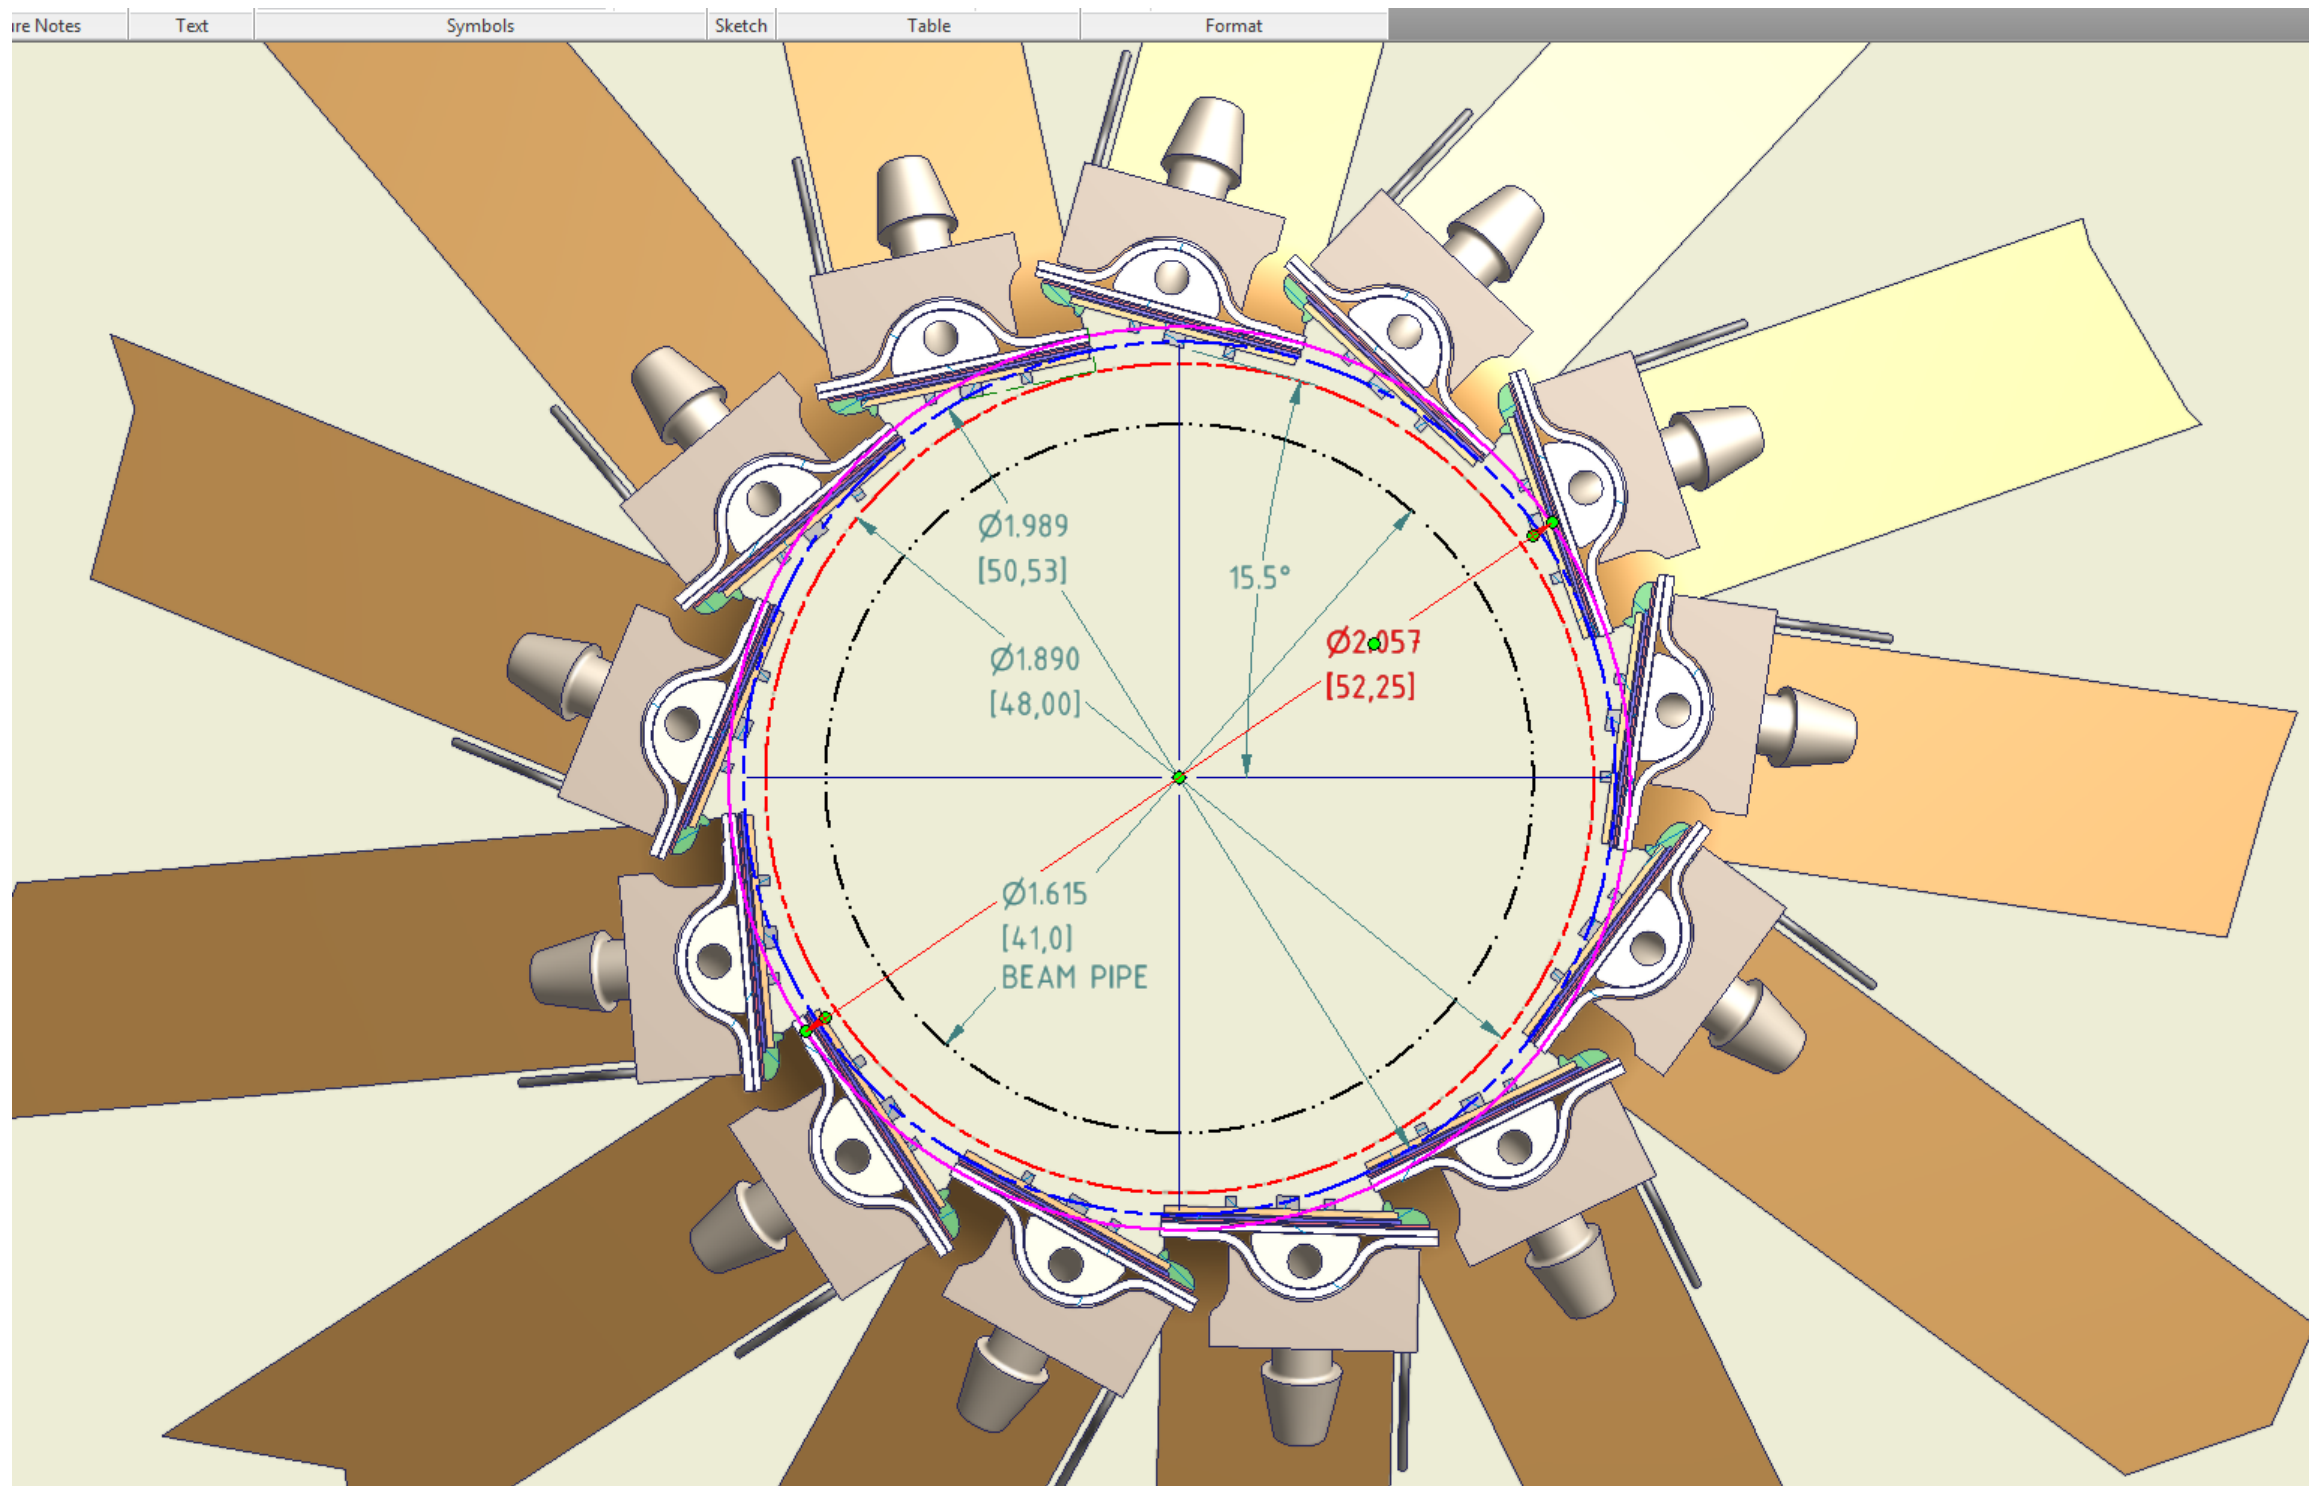 ure Notes
Text
Symbols
Sketch
Table
Format
Ø1.989
[50,53]
15.5°
Ø1.890
[48,00]
Ø2.057
[52,25]
Ø1.615
[41,0]
BEAM PIPE